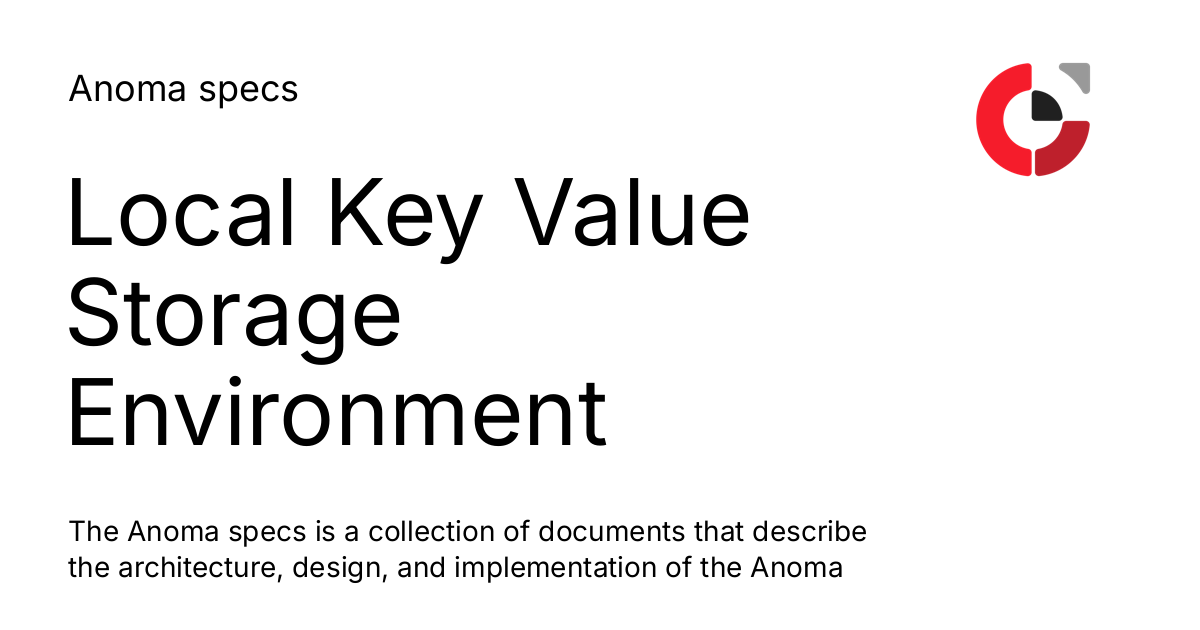 Anoma specs
Local Key Value
Storage
Environment
The Anoma specs is a collection of documents that describe
the architecture, design, and implementation of the Anoma